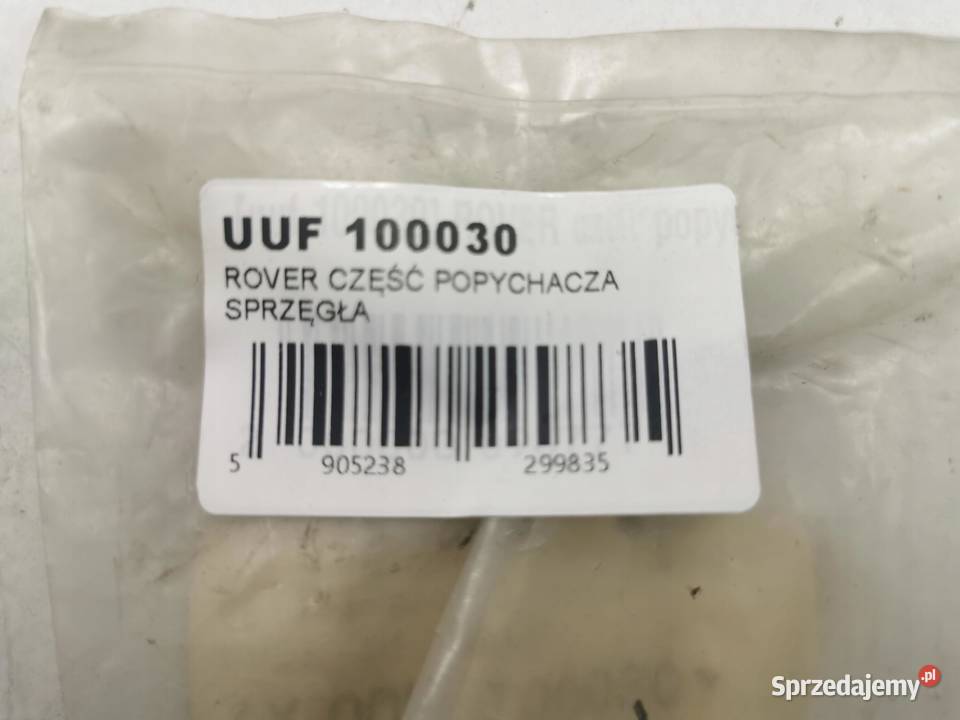 UUF 100030
ROVER CZĘŚĆ POPYCHACZA
SPRZĘGŁA
5 905238 299835
Sprzedajemy.pl